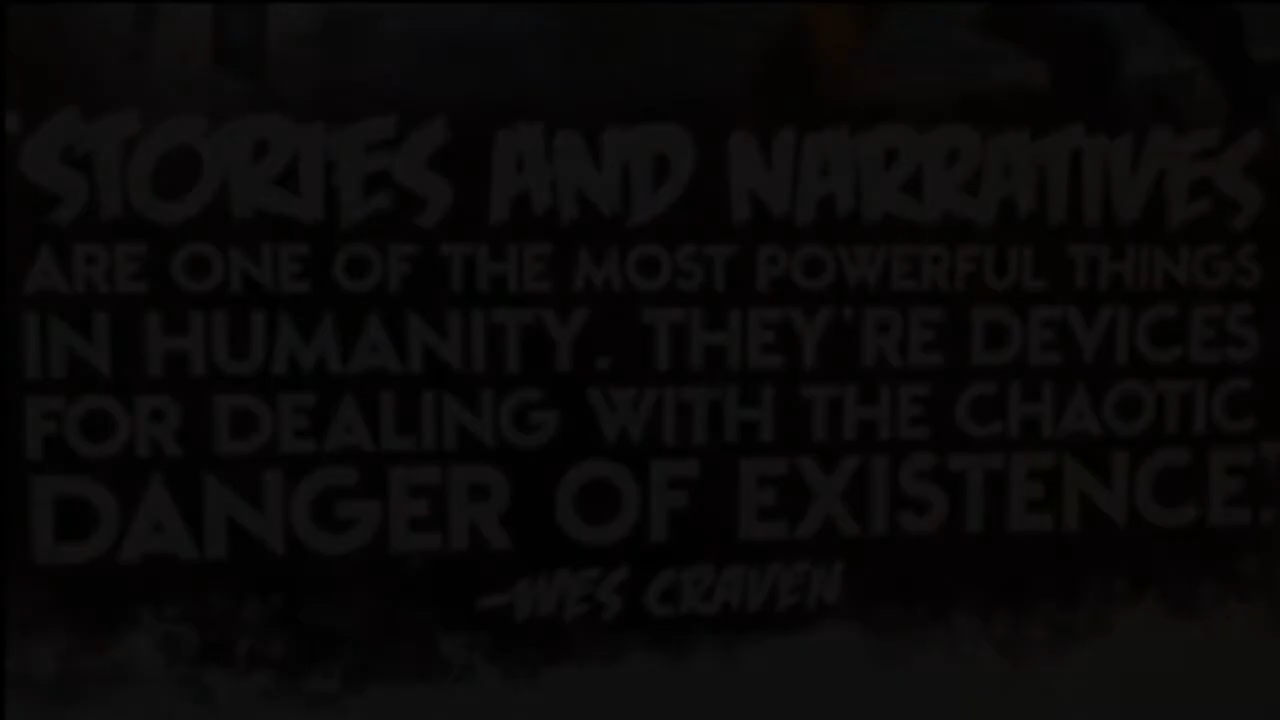 "STORIES AND NARRATIVES
ARE ONE OF THE MOST POWERFUL THINGS
IN HUMANITY. THEY'RE DEVICES
FOR DEALING WITH THE CHAOTIC
DANGER OF EXISTENCE."
-WES CRAVEN